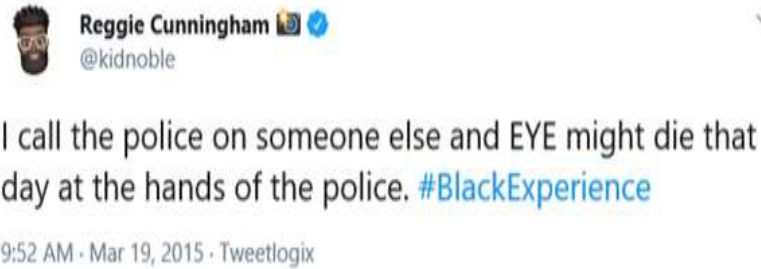 Reggie Cunningham
@kidnoble
I call the police on someone else and EYE might die that
day at the hands of the police. #BlackExperience
9:52 AM · Mar 19, 2015 · Tweetlogix